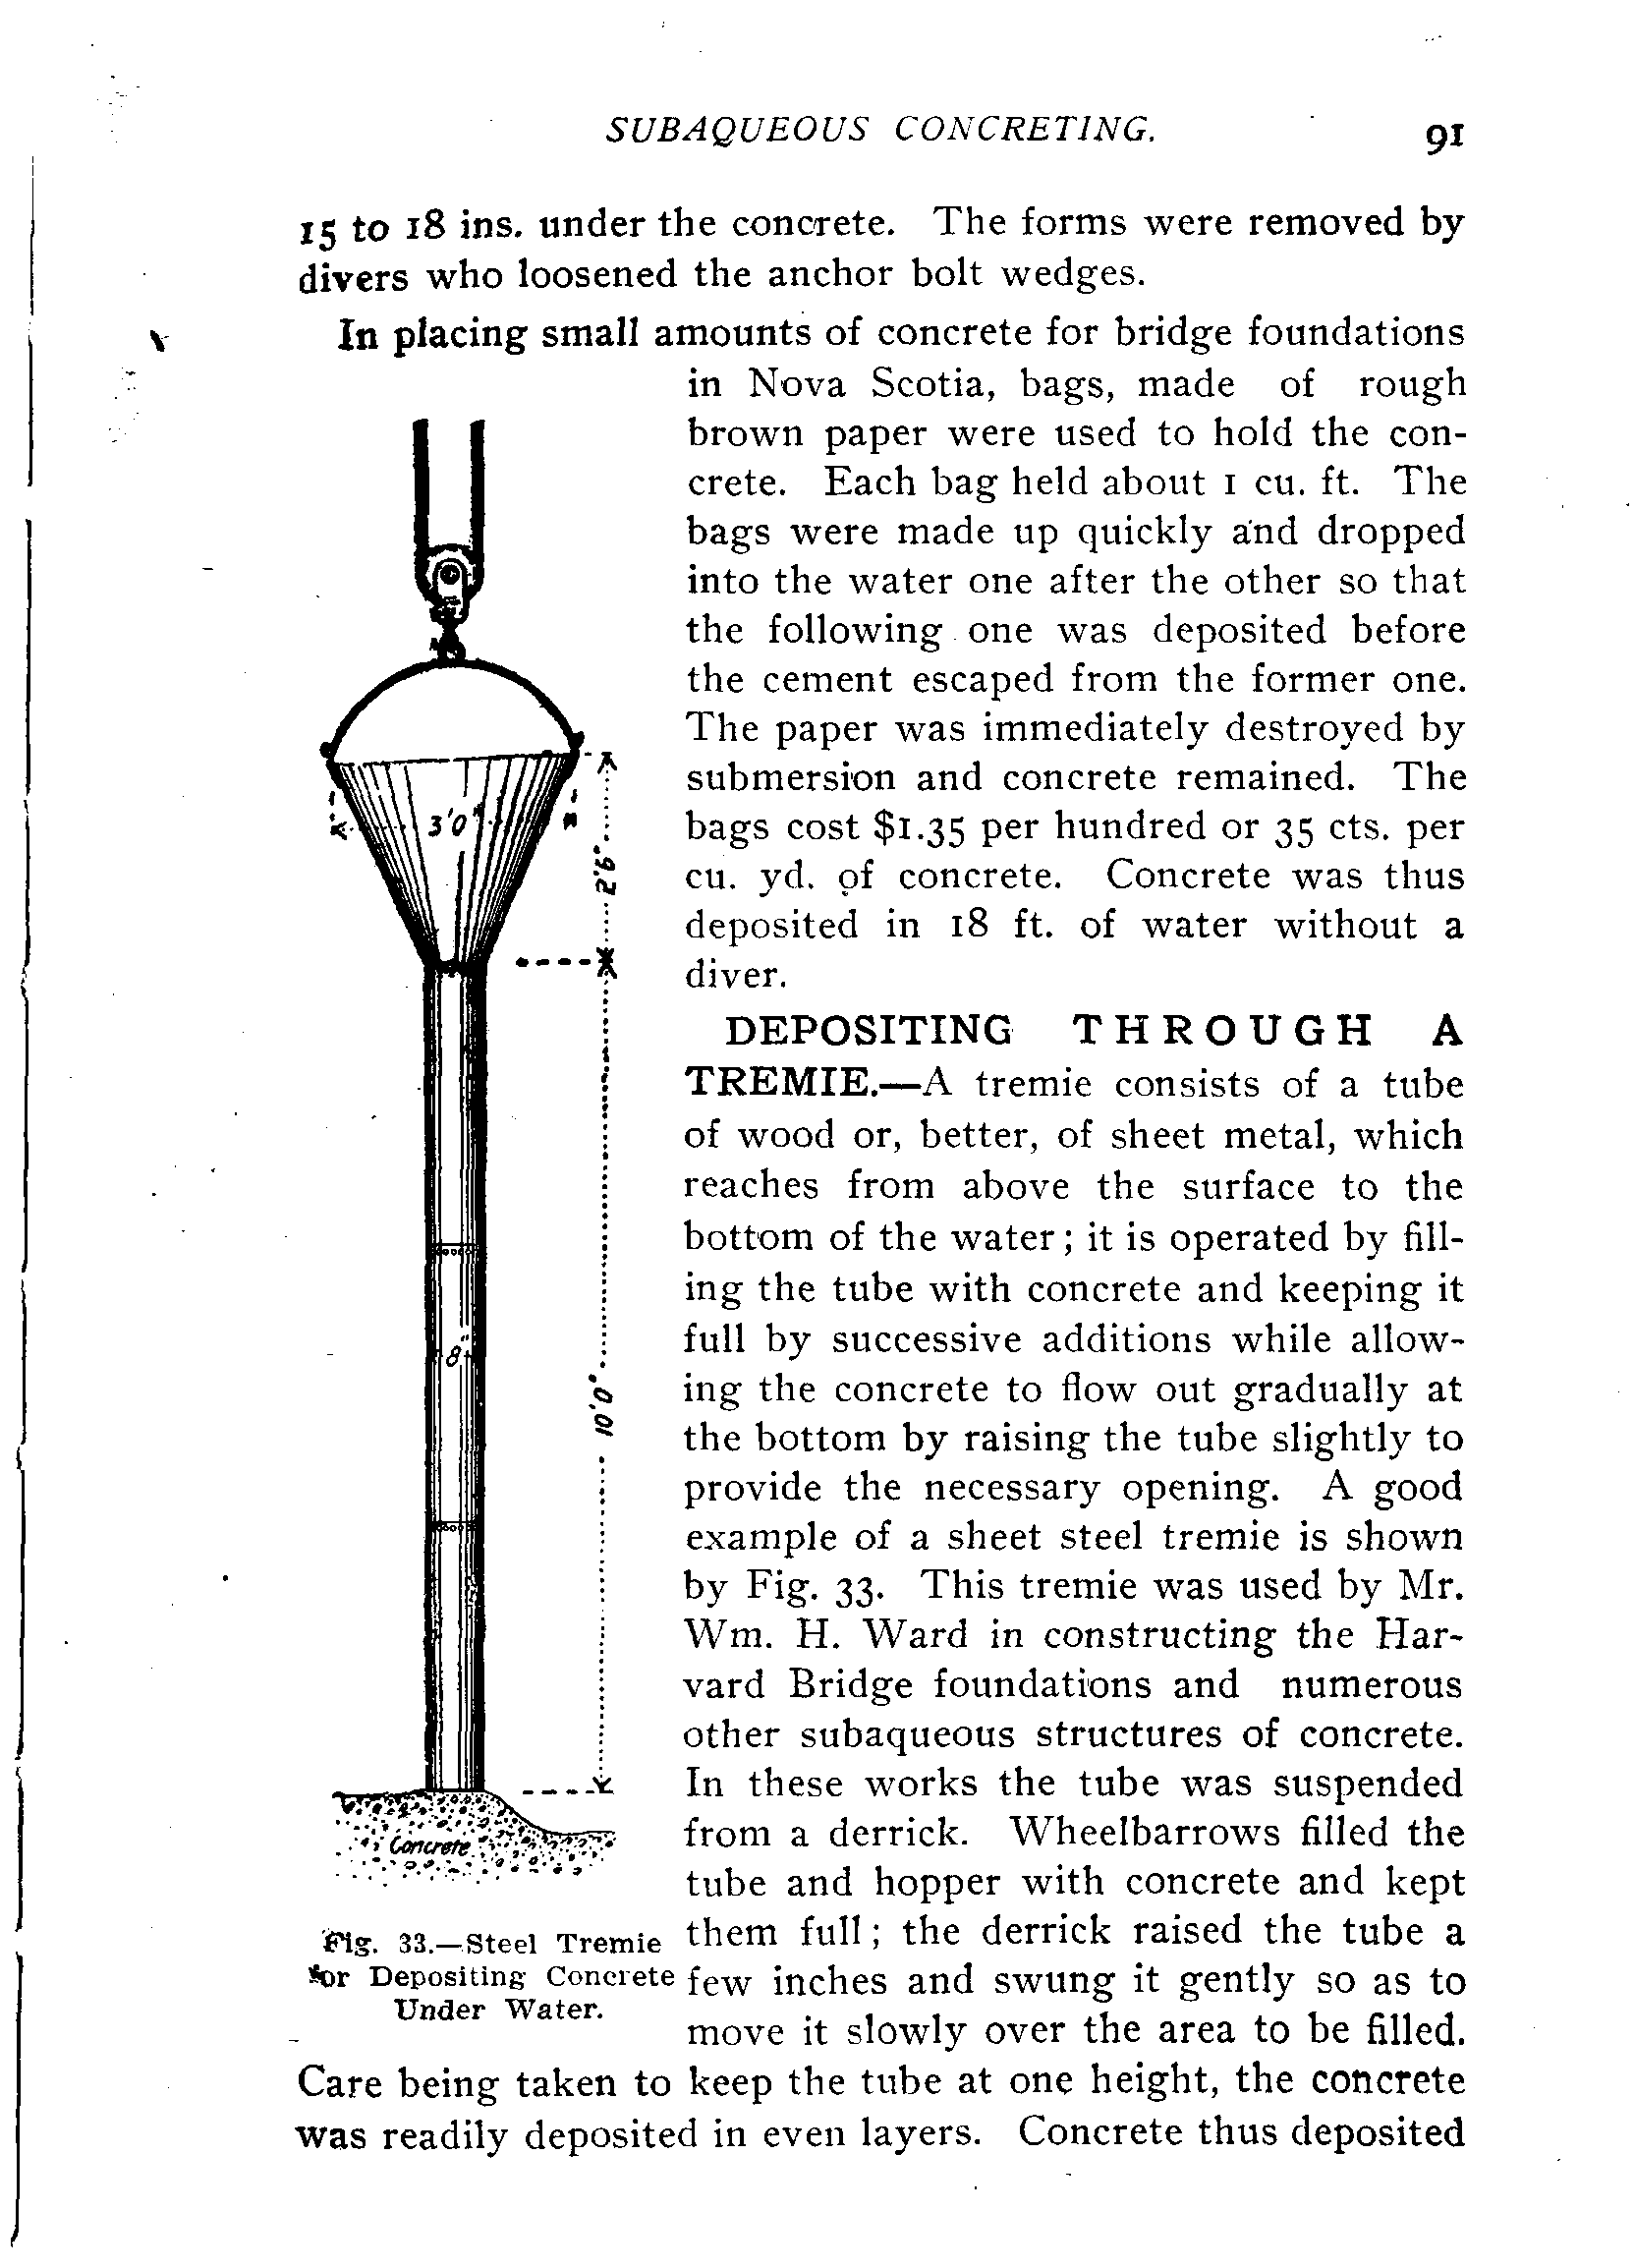 SUBAQUEOUS CONCRETING. 91
15 to 18 ins. under the concrete. The forms were removed by
divers who loosened the anchor bolt wedges.
In placing small amounts of concrete for bridge foundations
in Nova Scotia, bags, made of rough
brown paper were used to hold the con-
crete. Each bag held about 1 cu. ft. The
bags were made up quickly and dropped
into the water one after the other so that
the following one was deposited before
the cement escaped from the former one.
The paper was immediately destroyed by
submersion and concrete remained. The
bags cost $1.35 per hundred or 35 cts. per
cu. yd. of concrete. Concrete was thus
deposited in 18 ft. of water without a
diver.
DEPOSITING THROUGH A
TREMIE.—A tremie consists of a tube
of wood or, better, of sheet metal, which
reaches from above the surface to the
bottom of the water; it is operated by fill-
ing the tube with concrete and keeping it
full by successive additions while allow-
ing the concrete to flow out gradually at
the bottom by raising the tube slightly to
provide the necessary opening. A good
example of a sheet steel tremie is shown
by Fig. 33. This tremie was used by Mr.
Wm. H. Ward in constructing the Har-
vard Bridge foundations and numerous
other subaqueous structures of concrete.
In these works the tube was suspended
from a derrick. Wheelbarrows filled the
tube and hopper with concrete and kept
them full; the derrick raised the tube a
few inches and swung it gently so as to
move it slowly over the area to be filled.
3'0"
2'6"
8"
10'0"
Concrete
Fig. 33.—Steel Tremie
for Depositing Concrete
Under Water.
Care being taken to keep the tube at one height, the concrete
was readily deposited in even layers. Concrete thus deposited